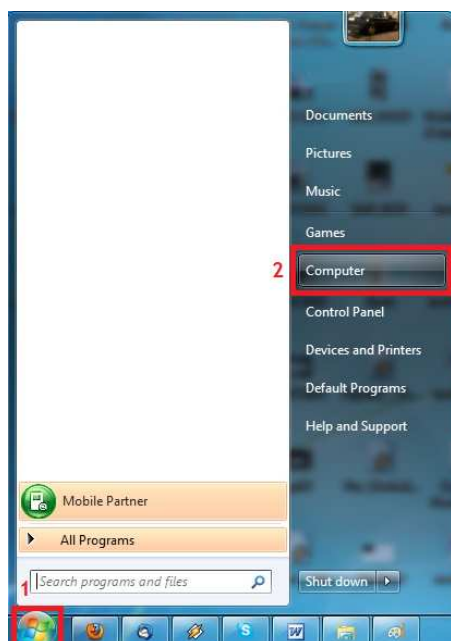 Documents
Pictures
Music
Games
2
Computer
Control Panel
Devices and Printers
Default Programs
Help and Support
Mobile Partner
All Programs
1
Search programs and files
Shut down
S
W